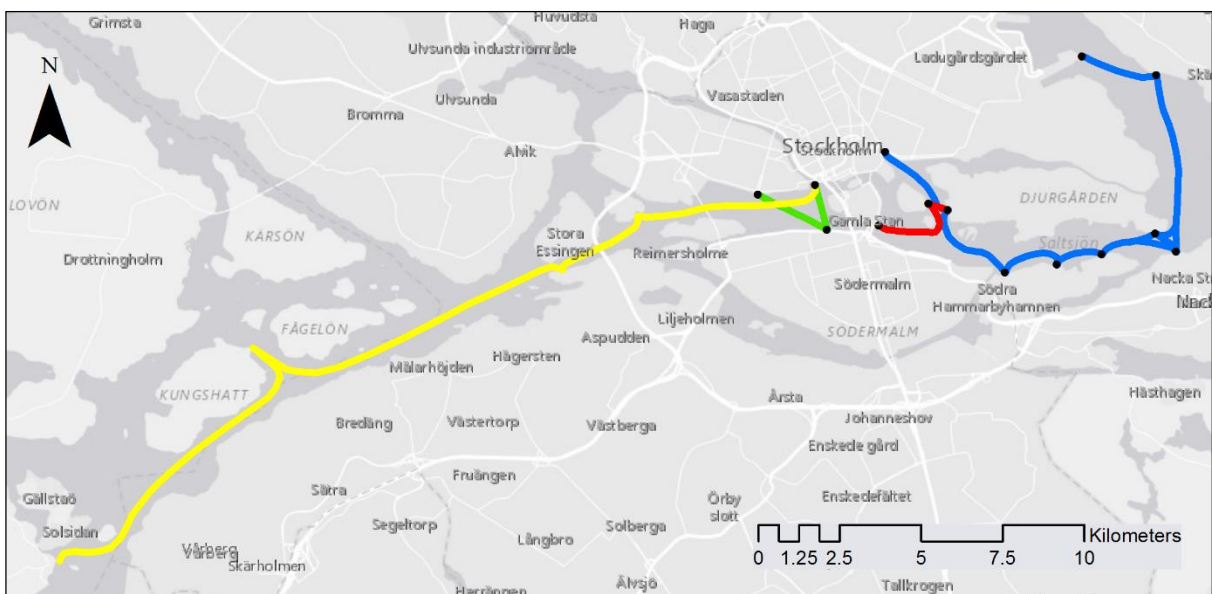 Grimsta
Huvudsta
Haga
Ulvsunda industriområde
Ladugårdsgärdet
N
Ulvsunda
Vasastaden
Bromma
Alvik
Stockholm
Stockholm
LOVÖN
KÄRSÖN
DJURGÅRDEN
Drottningholm
Stora
Essingen
Gamla Stan
Saltsjön
Reimersholme
Södermalm
Södra
Hammarbyhamnen
FÅGELÖN
Liljeholmen
SÖDERMALM
Aspudden
Mälarhöjden
Hägersten
KUNGSHATT
Hästhagen
Årsta
Bredäng
Västertorp
Västberga
Johanneshov
Enskede gård
Fruängen
Gällstaö
Sätra
Örby
slott
Enskedefältet
Solsidan
Segeltorp
Solberga
Vårberg
Vårberg
Långbro
Skärholmen
Kilometers
0 1.25 2.5 5 7.5 10
Älvsjö
Tallkrogen
Herrängen